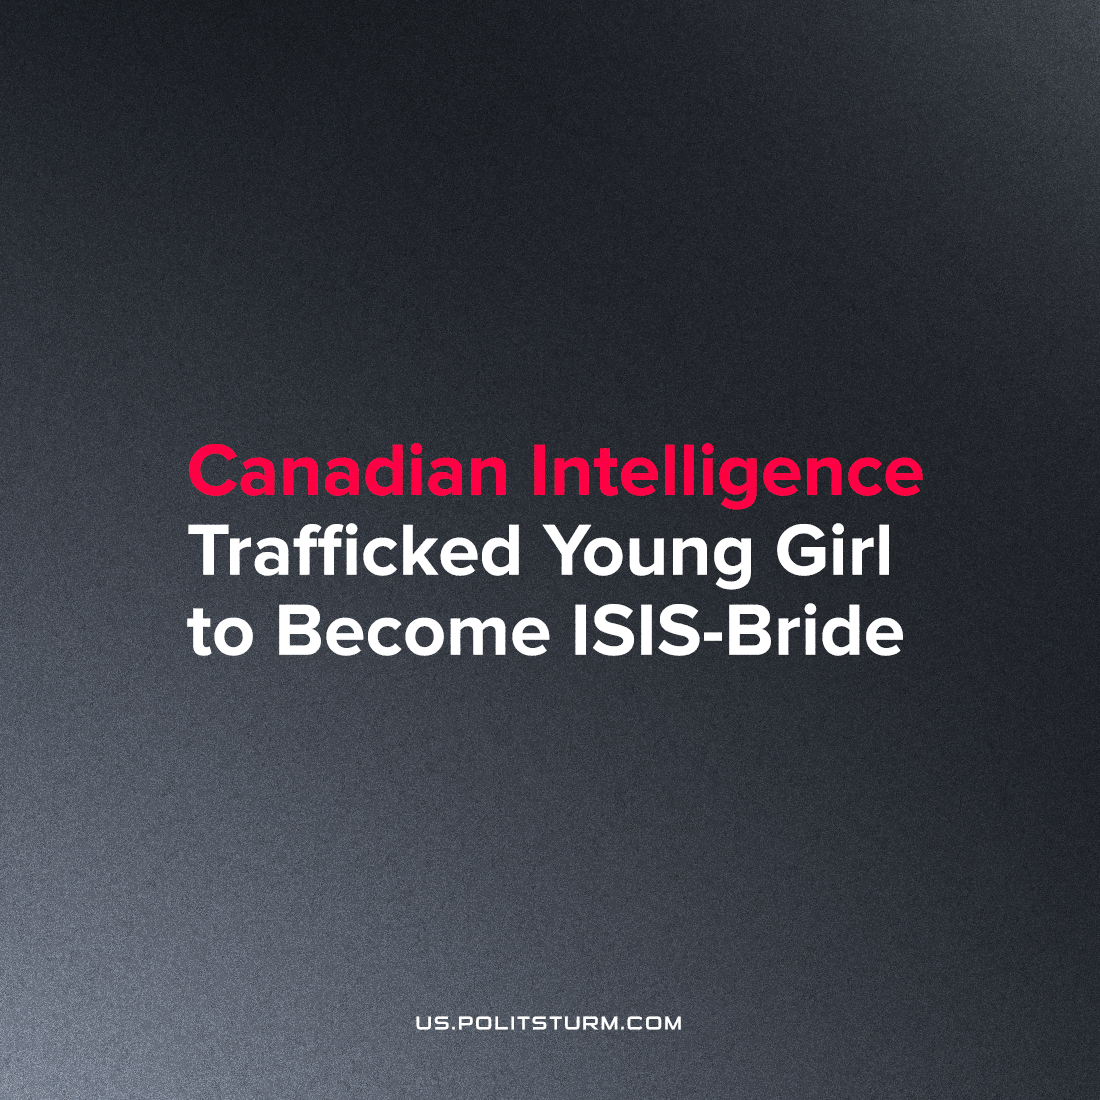 Canadian Intelligence
Trafficked Young Girl
to Become ISIS-Bride
US.POLITSTURM.COM